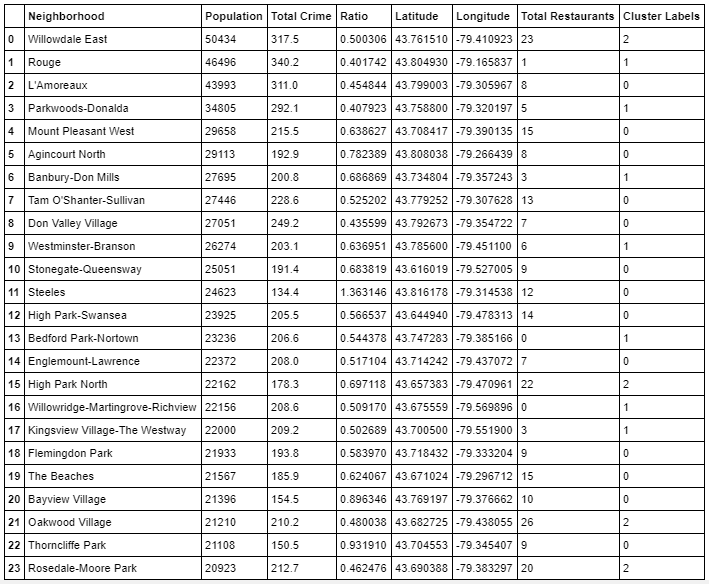 Neighborhood Population Total Crime Ratio Latitude Longitude Total Restaurants Cluster Labels
0 Willowdale East 50434 317.5 0.500306 43.761510 -79.410923 23 2
1 Rouge 46496 340.2 0.401742 43.804930 -79.165837 1 1
2 L'Amoreaux 43993 311.0 0.454844 43.799003 -79.305967 8 0
3 Parkwoods-Donalda 34805 292.1 0.407923 43.758800 -79.320197 5 1
4 Mount Pleasant West 29658 215.5 0.638627 43.708417 -79.390135 15 0
5 Agincourt North 29113 192.9 0.782389 43.808038 -79.266439 8 0
6 Banbury-Don Mills 27695 200.8 0.686869 43.734804 -79.357243 3 1
7 Tam O'Shanter-Sullivan 27446 228.6 0.525202 43.779252 -79.307628 13 0
8 Don Valley Village 27051 249.2 0.435599 43.792673 -79.354722 7 0
9 Westminster-Branson 26274 203.1 0.636951 43.785600 -79.451100 6 1
10 Stonegate-Queensway 25051 191.4 0.683819 43.616019 -79.527005 9 0
11 Steeles 24623 134.4 1.363146 43.816178 -79.314538 12 0
12 High Park-Swansea 23925 205.5 0.566537 43.644940 -79.478313 14 0
13 Bedford Park-Nortown 23236 206.6 0.544378 43.747283 -79.385166 0 1
14 Englemount-Lawrence 22372 208.0 0.517104 43.714242 -79.437072 7 0
15 High Park North 22162 178.3 0.697118 43.657383 -79.470961 22 2
16 Willowridge-Martingrove-Richview 22156 208.6 0.509170 43.675559 -79.569896 0 1
17 Kingsview Village-The Westway 22000 209.2 0.502689 43.700500 -79.551900 3 1
18 Flemingdon Park 21933 193.8 0.583970 43.718432 -79.333204 9 0
19 The Beaches 21567 185.9 0.624067 43.671024 -79.296712 15 0
20 Bayview Village 21396 154.5 0.896346 43.769197 -79.376662 10 0
21 Oakwood Village 21210 210.2 0.480038 43.682725 -79.438055 26 2
22 Thorncliffe Park 21108 150.5 0.931910 43.704553 -79.345407 9 0
23 Rosedale-Moore Park 20923 212.7 0.462476 43.690388 -79.383297 20 2